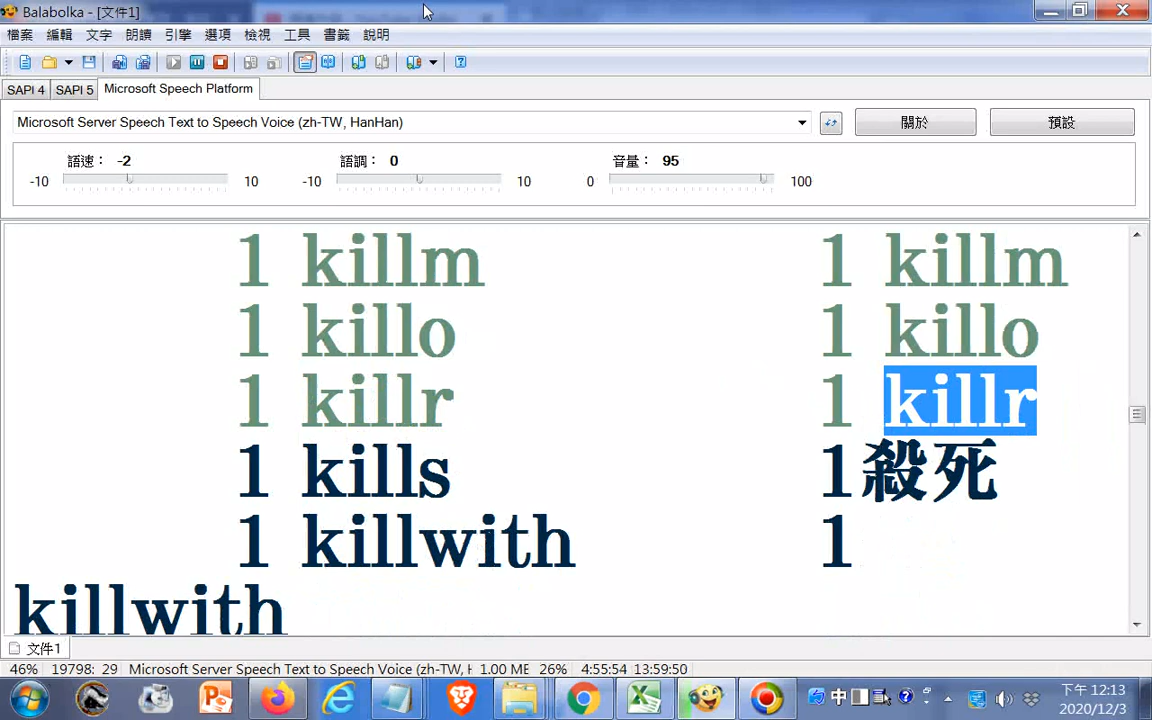 Balabolka - [文件1]
檔案 編輯 文字 朗讀 引擎 選項 檢視 工具 書籤 說明
SAPI 4 SAPI 5 Microsoft Speech Platform
Microsoft Server Speech Text to Speech Voice (zh-TW, HanHan) 關於 預設
語速： -2 語調： 0 音量： 95
-10 10 -10 10 0 100
1 killm 1 killm
1 killo 1 killo
1 killr 1 killr
1 kills 1殺死
1 killwith 1
killwith
文件1
46% 19798: 29 Microsoft Server Speech Text to Speech Voice (zh-TW, H 1.00 ME 26% 4:55:54 13:59:50
中 下午 12:13
2020/12/3